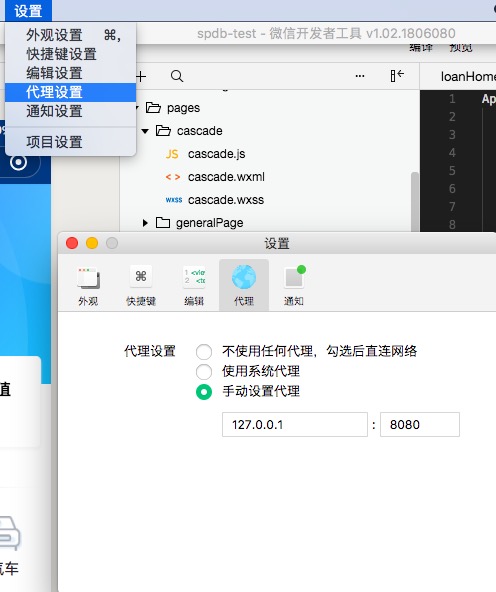 设置
spdb-test - 微信开发者工具 v1.02.1806080
外观设置 ⌘,
快捷键设置
编辑设置
代理设置
通知设置
项目设置
编译 预览
+ ...
loanHome
pages
cascade
JS cascade.js
< > cascade.wxml
WXSS cascade.wxss
generalPage
1 Ap
2
3
4
5
6
7
8
值
汽车
设置
外观 快捷键 编辑 代理 通知
代理设置
不使用任何代理，勾选后直连网络
使用系统代理
手动设置代理
127.0.0.1 : 8080